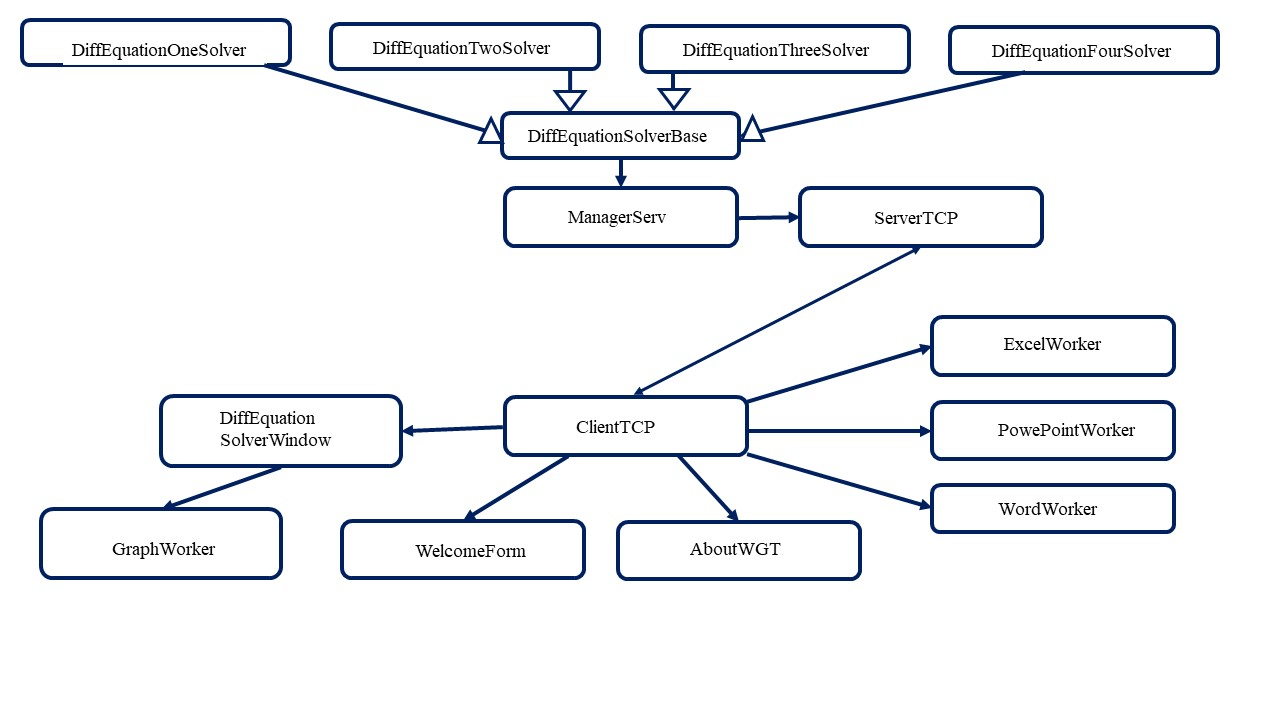 DiffEquationOneSolver
DiffEquationTwoSolver
DiffEquationThreeSolver
DiffEquationFourSolver
DiffEquationSolverBase
ManagerServ
ServerTCP
ExcelWorker
DiffEquation
SolverWindow
ClientTCP
PowePointWorker
WordWorker
GraphWorker
WelcomeForm
AboutWGT